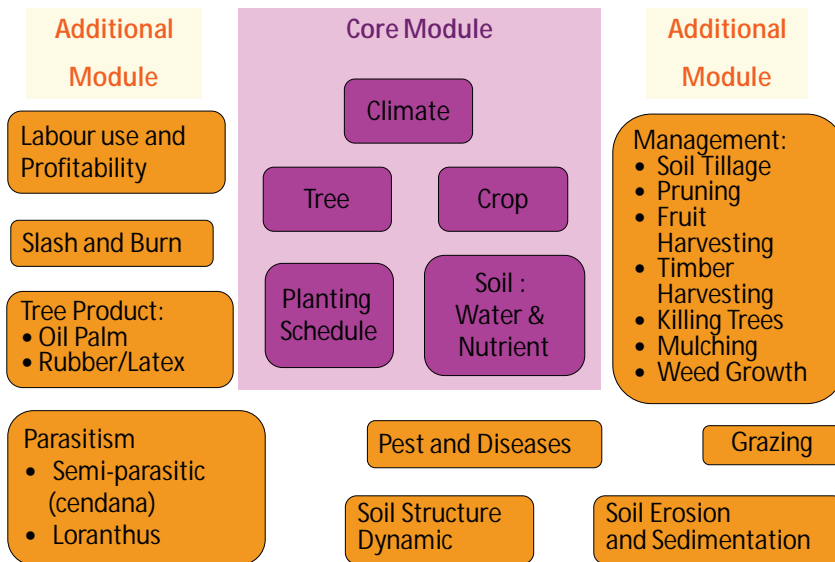 Additional
Module
Labour use and
Profitability
Slash and Burn
Tree Product:
• Oil Palm
• Rubber/Latex
Parasitism
• Semi-parasitic
(cendana)
• Loranthus
Core Module
Climate
Tree
Crop
Planting
Schedule
Soil :
Water &
Nutrient
Pest and Diseases
Soil Structure
Dynamic
Additional
Module
Management:
• Soil Tillage
• Pruning
• Fruit
Harvesting
• Timber
Harvesting
• Killing Trees
• Mulching
• Weed Growth
Grazing
Soil Erosion
and Sedimentation